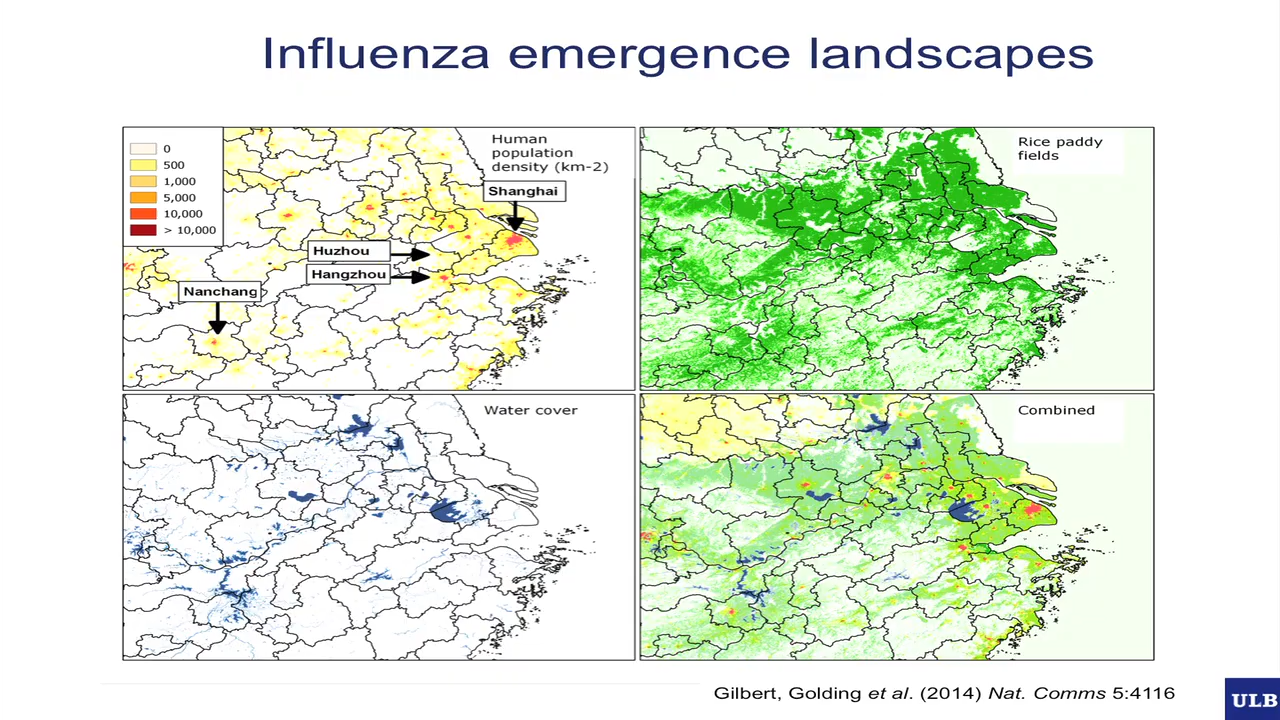 Influenza emergence landscapes
0
500
1,000
5,000
10,000
> 10,000
Human
population
density (km-2)
Shanghai
Huzhou
Hangzhou
Nanchang
Rice paddy
fields
Water cover
Combined
Gilbert, Golding et al. (2014) Nat. Comms 5:4116
ULB